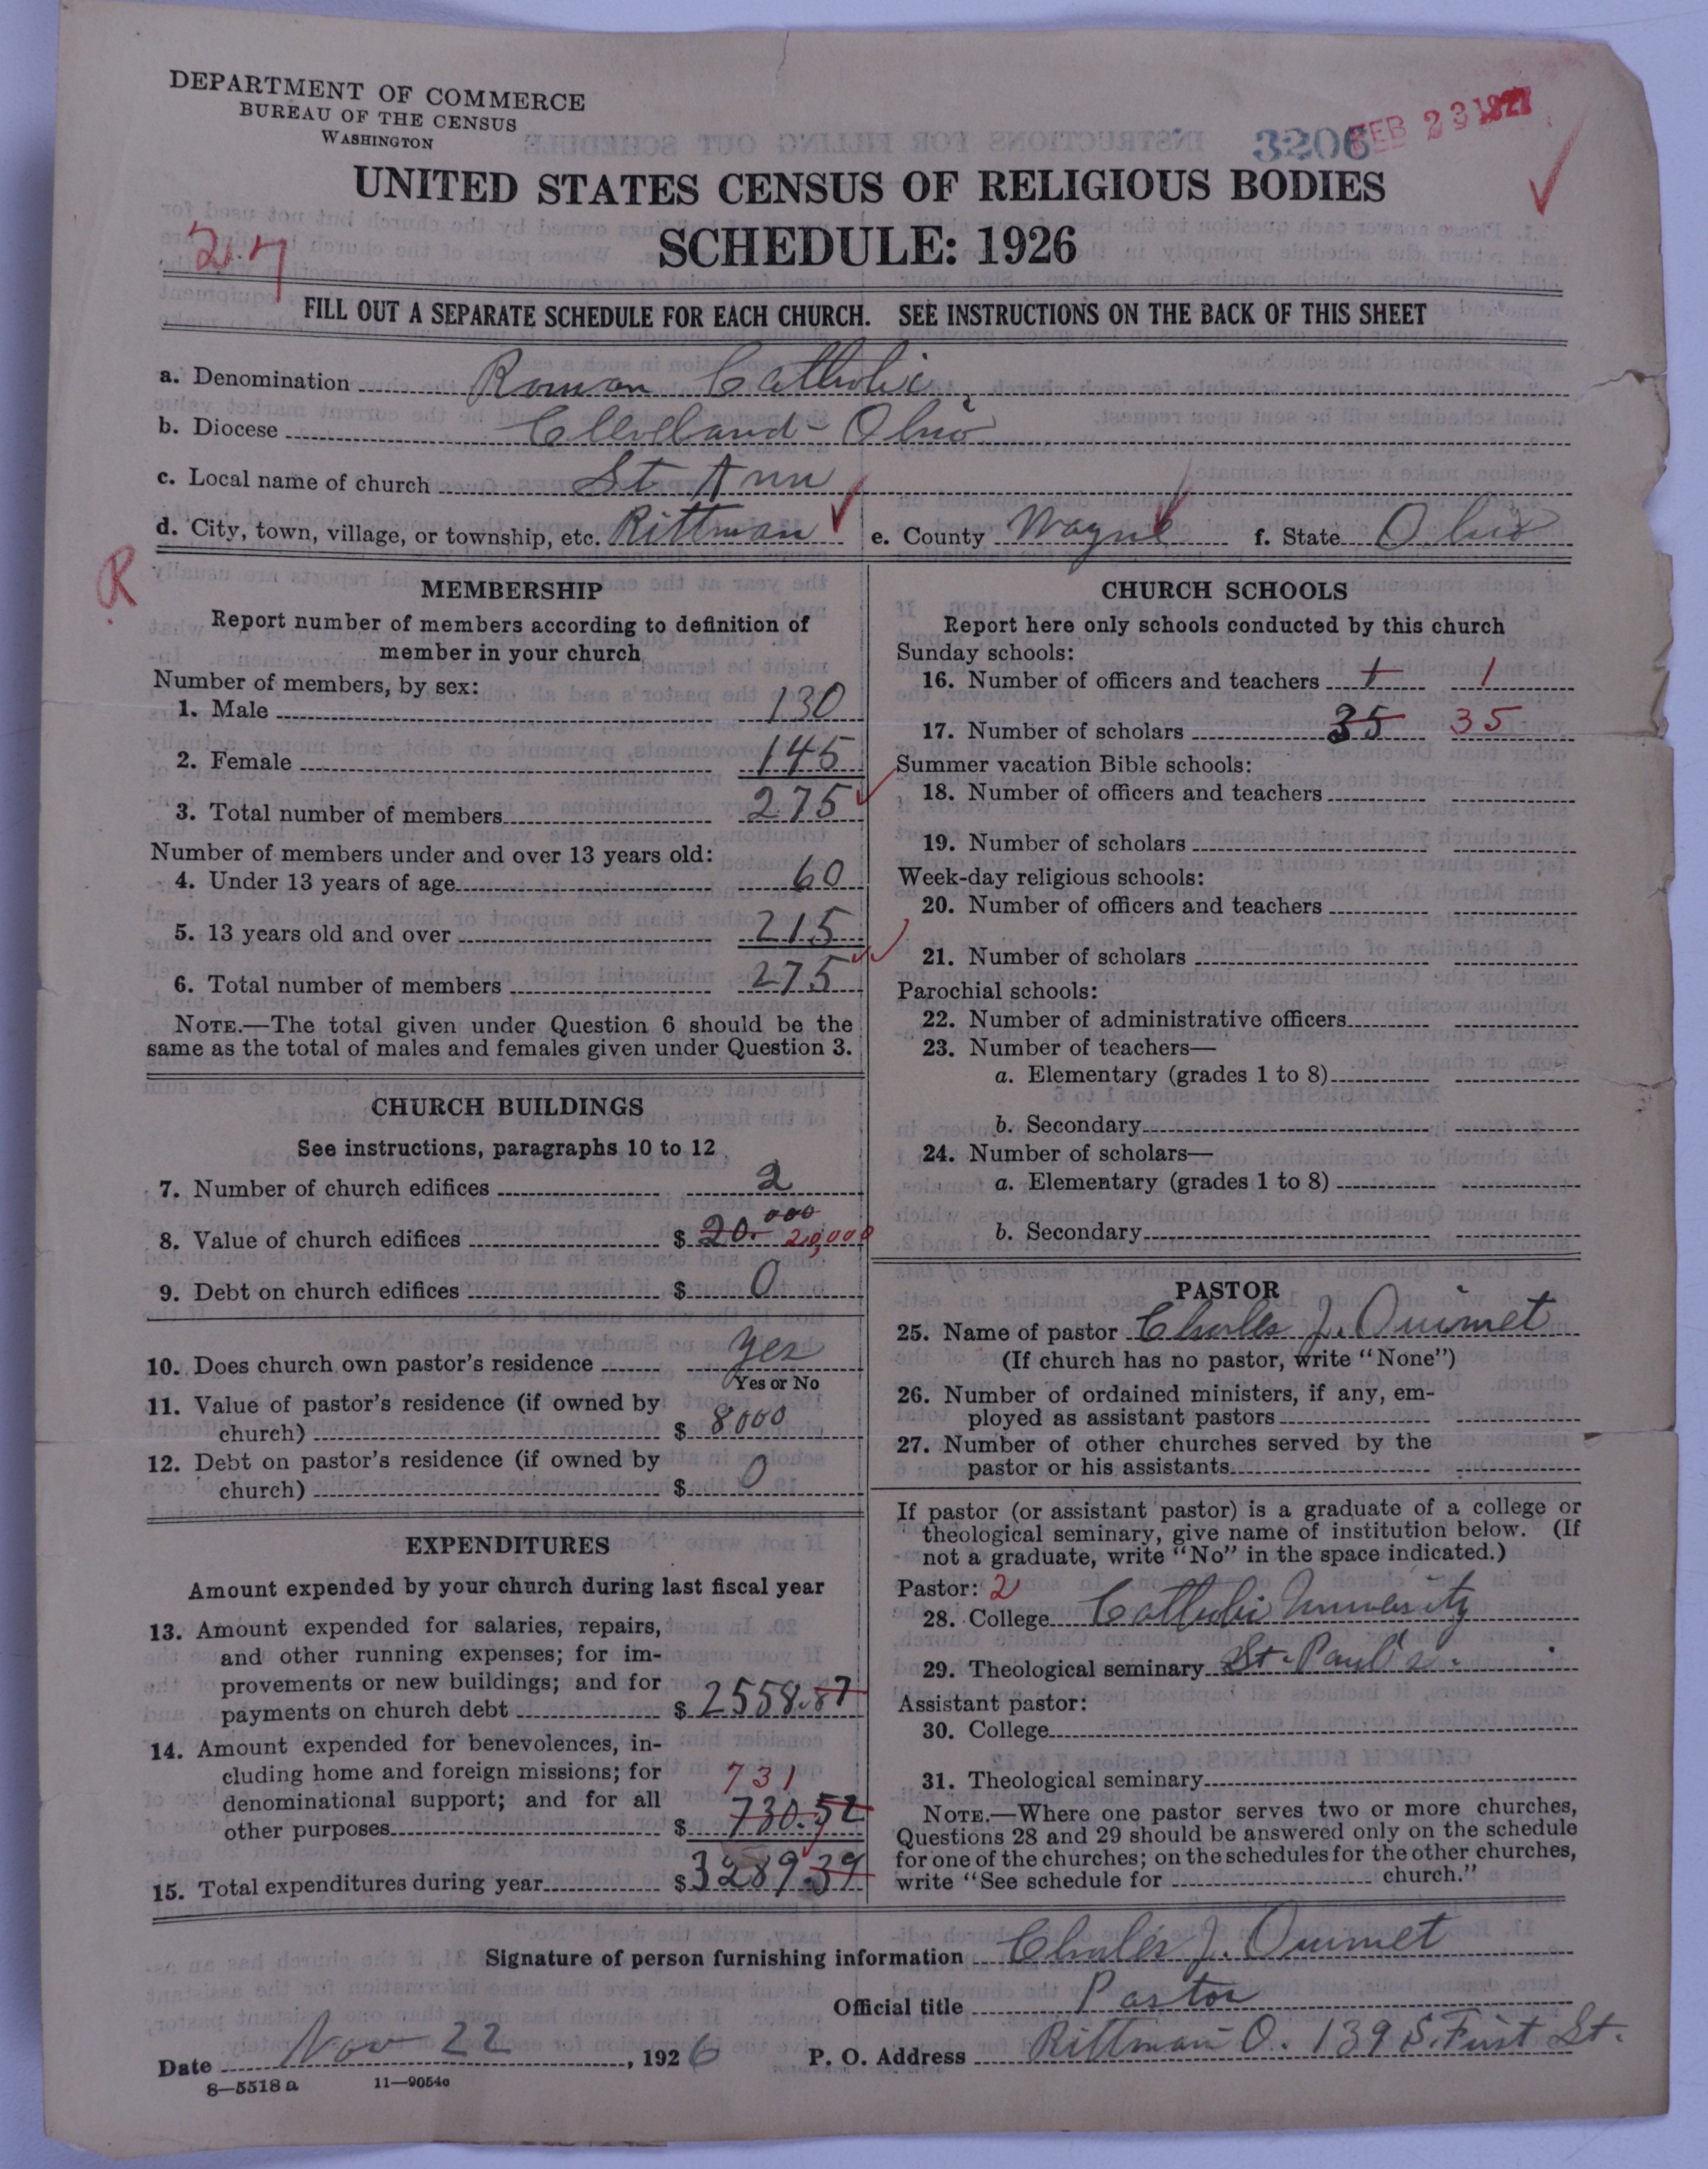 DEPARTMENT OF COMMERCE
BUREAU OF THE CENSUS
WASHINGTON
3206
FEB 23 1927
UNITED STATES CENSUS OF RELIGIOUS BODIES
SCHEDULE: 1926
FILL OUT A SEPARATE SCHEDULE FOR EACH CHURCH. SEE INSTRUCTIONS ON THE BACK OF THIS SHEET
a. Denomination Roman Catholic
b. Diocese Cleveland - Ohio
c. Local name of church St Ann
d. City, town, village, or township, etc. Rittman e. County Wayne f. State Ohio
R
MEMBERSHIP
Report number of members according to definition of
member in your church
Number of members, by sex:
1. Male 130
2. Female 145
3. Total number of members 275
Number of members under and over 13 years old:
4. Under 13 years of age 60
5. 13 years old and over 215
6. Total number of members 275
NOTE.—The total given under Question 6 should be the
same as the total of males and females given under Question 3.
CHURCH BUILDINGS
See instructions, paragraphs 10 to 12
7. Number of church edifices 2
8. Value of church edifices $ 20.000 20,000
9. Debt on church edifices $ 0
10. Does church own pastor's residence yes
Yes or No
11. Value of pastor's residence (if owned by
church) $ 8000
12. Debt on pastor's residence (if owned by
church) $ 0
EXPENDITURES
Amount expended by your church during last fiscal year
13. Amount expended for salaries, repairs,
and other running expenses; for im-
provements or new buildings; and for
payments on church debt $ 2558.87
14. Amount expended for benevolences, in-
cluding home and foreign missions; for
731
denominational support; and for all
other purposes $ 730.52
15. Total expenditures during year $ 3289.39
CHURCH SCHOOLS
Report here only schools conducted by this church
Sunday schools:
16. Number of officers and teachers 1 1
17. Number of scholars 35 35
Summer vacation Bible schools:
18. Number of officers and teachers
19. Number of scholars
Week-day religious schools:
20. Number of officers and teachers
21. Number of scholars
Parochial schools:
22. Number of administrative officers
23. Number of teachers—
a. Elementary (grades 1 to 8)
b. Secondary
24. Number of scholars—
a. Elementary (grades 1 to 8)
b. Secondary
PASTOR
25. Name of pastor Charles J. Ouimet
(If church has no pastor, write "None")
26. Number of ordained ministers, if any, em-
ployed as assistant pastors
27. Number of other churches served by the
pastor or his assistants
If pastor (or assistant pastor) is a graduate of a college or
theological seminary, give name of institution below. (If
not a graduate, write "No" in the space indicated.)
Pastor: 2
28. College Catholic University
29. Theological seminary St. Paul's
Assistant pastor:
30. College
31. Theological seminary
NOTE.—Where one pastor serves two or more churches,
Questions 28 and 29 should be answered only on the schedule
for one of the churches; on the schedules for the other churches,
write "See schedule for church."
Signature of person furnishing information Charles J. Ouimet
Official title Pastor
Date Nov 22, 1926 P. O. Address Rittman O. 139 S. First St.
8—5518 a 11—9054c